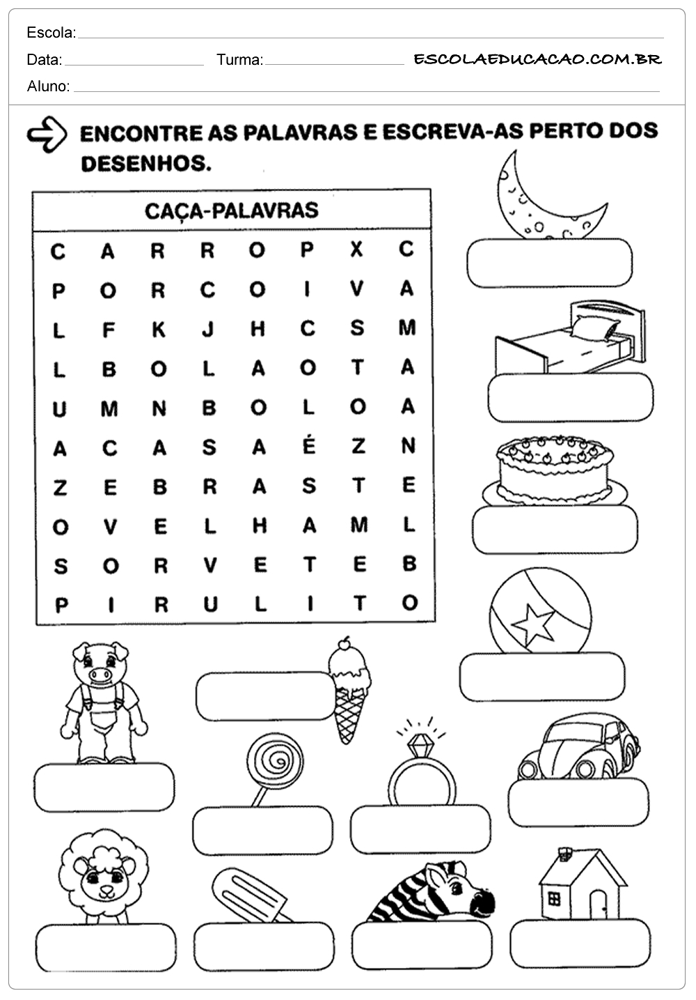 Escola:
Data: Turma: ESCOLAEDUCACAO.COM.BR
Aluno:
ENCONTRE AS PALAVRAS E ESCREVA-AS PERTO DOS
DESENHOS.
CAÇA-PALAVRAS
C A R R O P X C
P O R C O I V A
L F K J H C S M
L B O L A O T A
U M N B O L O A
A C A S A É Z N
Z E B R A S T E
O V E L H A M L
S O R V E T E B
P I R U L I T O